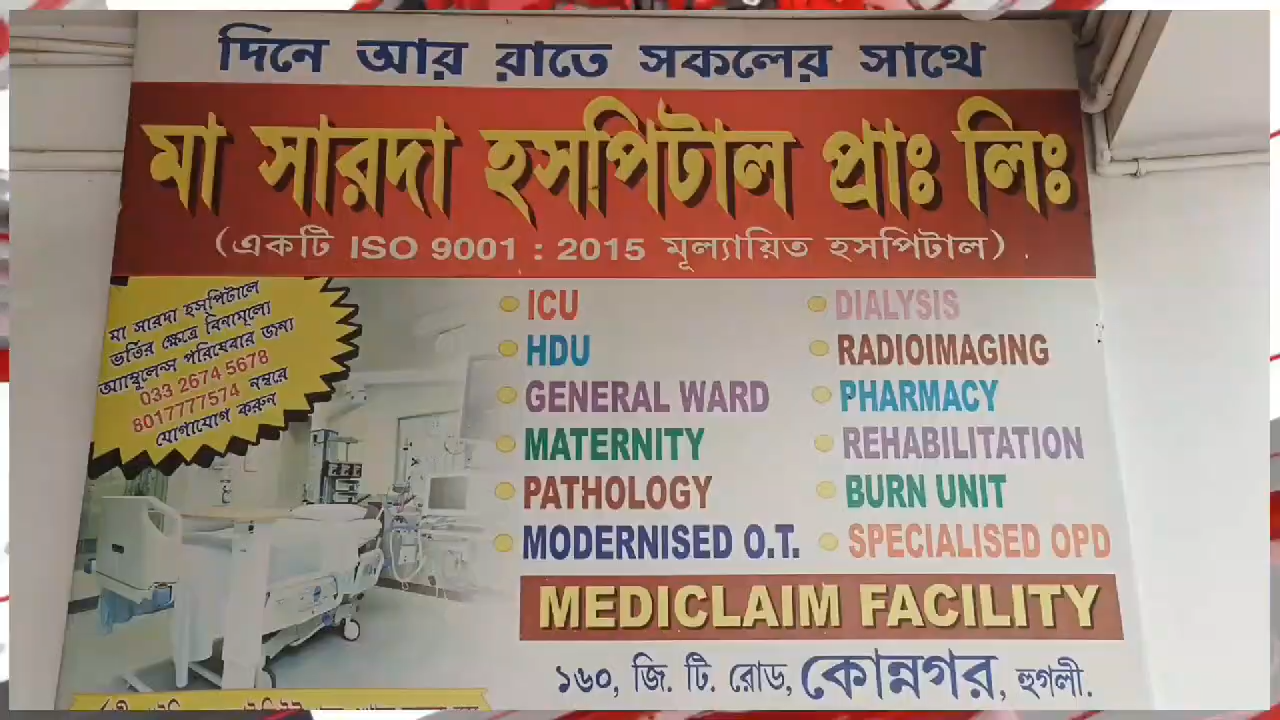 দিনে আর রাতে সকলের সাথে
মা সারদা হসপিটাল প্রাঃ লিঃ
(একটি ISO 9001 : 2015 মূল্যায়িত হসপিটাল)
মা সারদা হসপিটালে
ভর্তির ক্ষেত্রে বিনামূল্যে
অ্যাম্বুলেন্স পরিষেবার জন্য
033 2674 5678
8017777574 নম্বরে
যোগাযোগ করুন
ICU
HDU
GENERAL WARD
MATERNITY
PATHOLOGY
MODERNISED O.T.
DIALYSIS
RADIOIMAGING
PHARMACY
REHABILITATION
BURN UNIT
SPECIALISED OPD
MEDICLAIM FACILITY
১৬০, জি. টি. রোড, কোন্নগর, হুগলী.